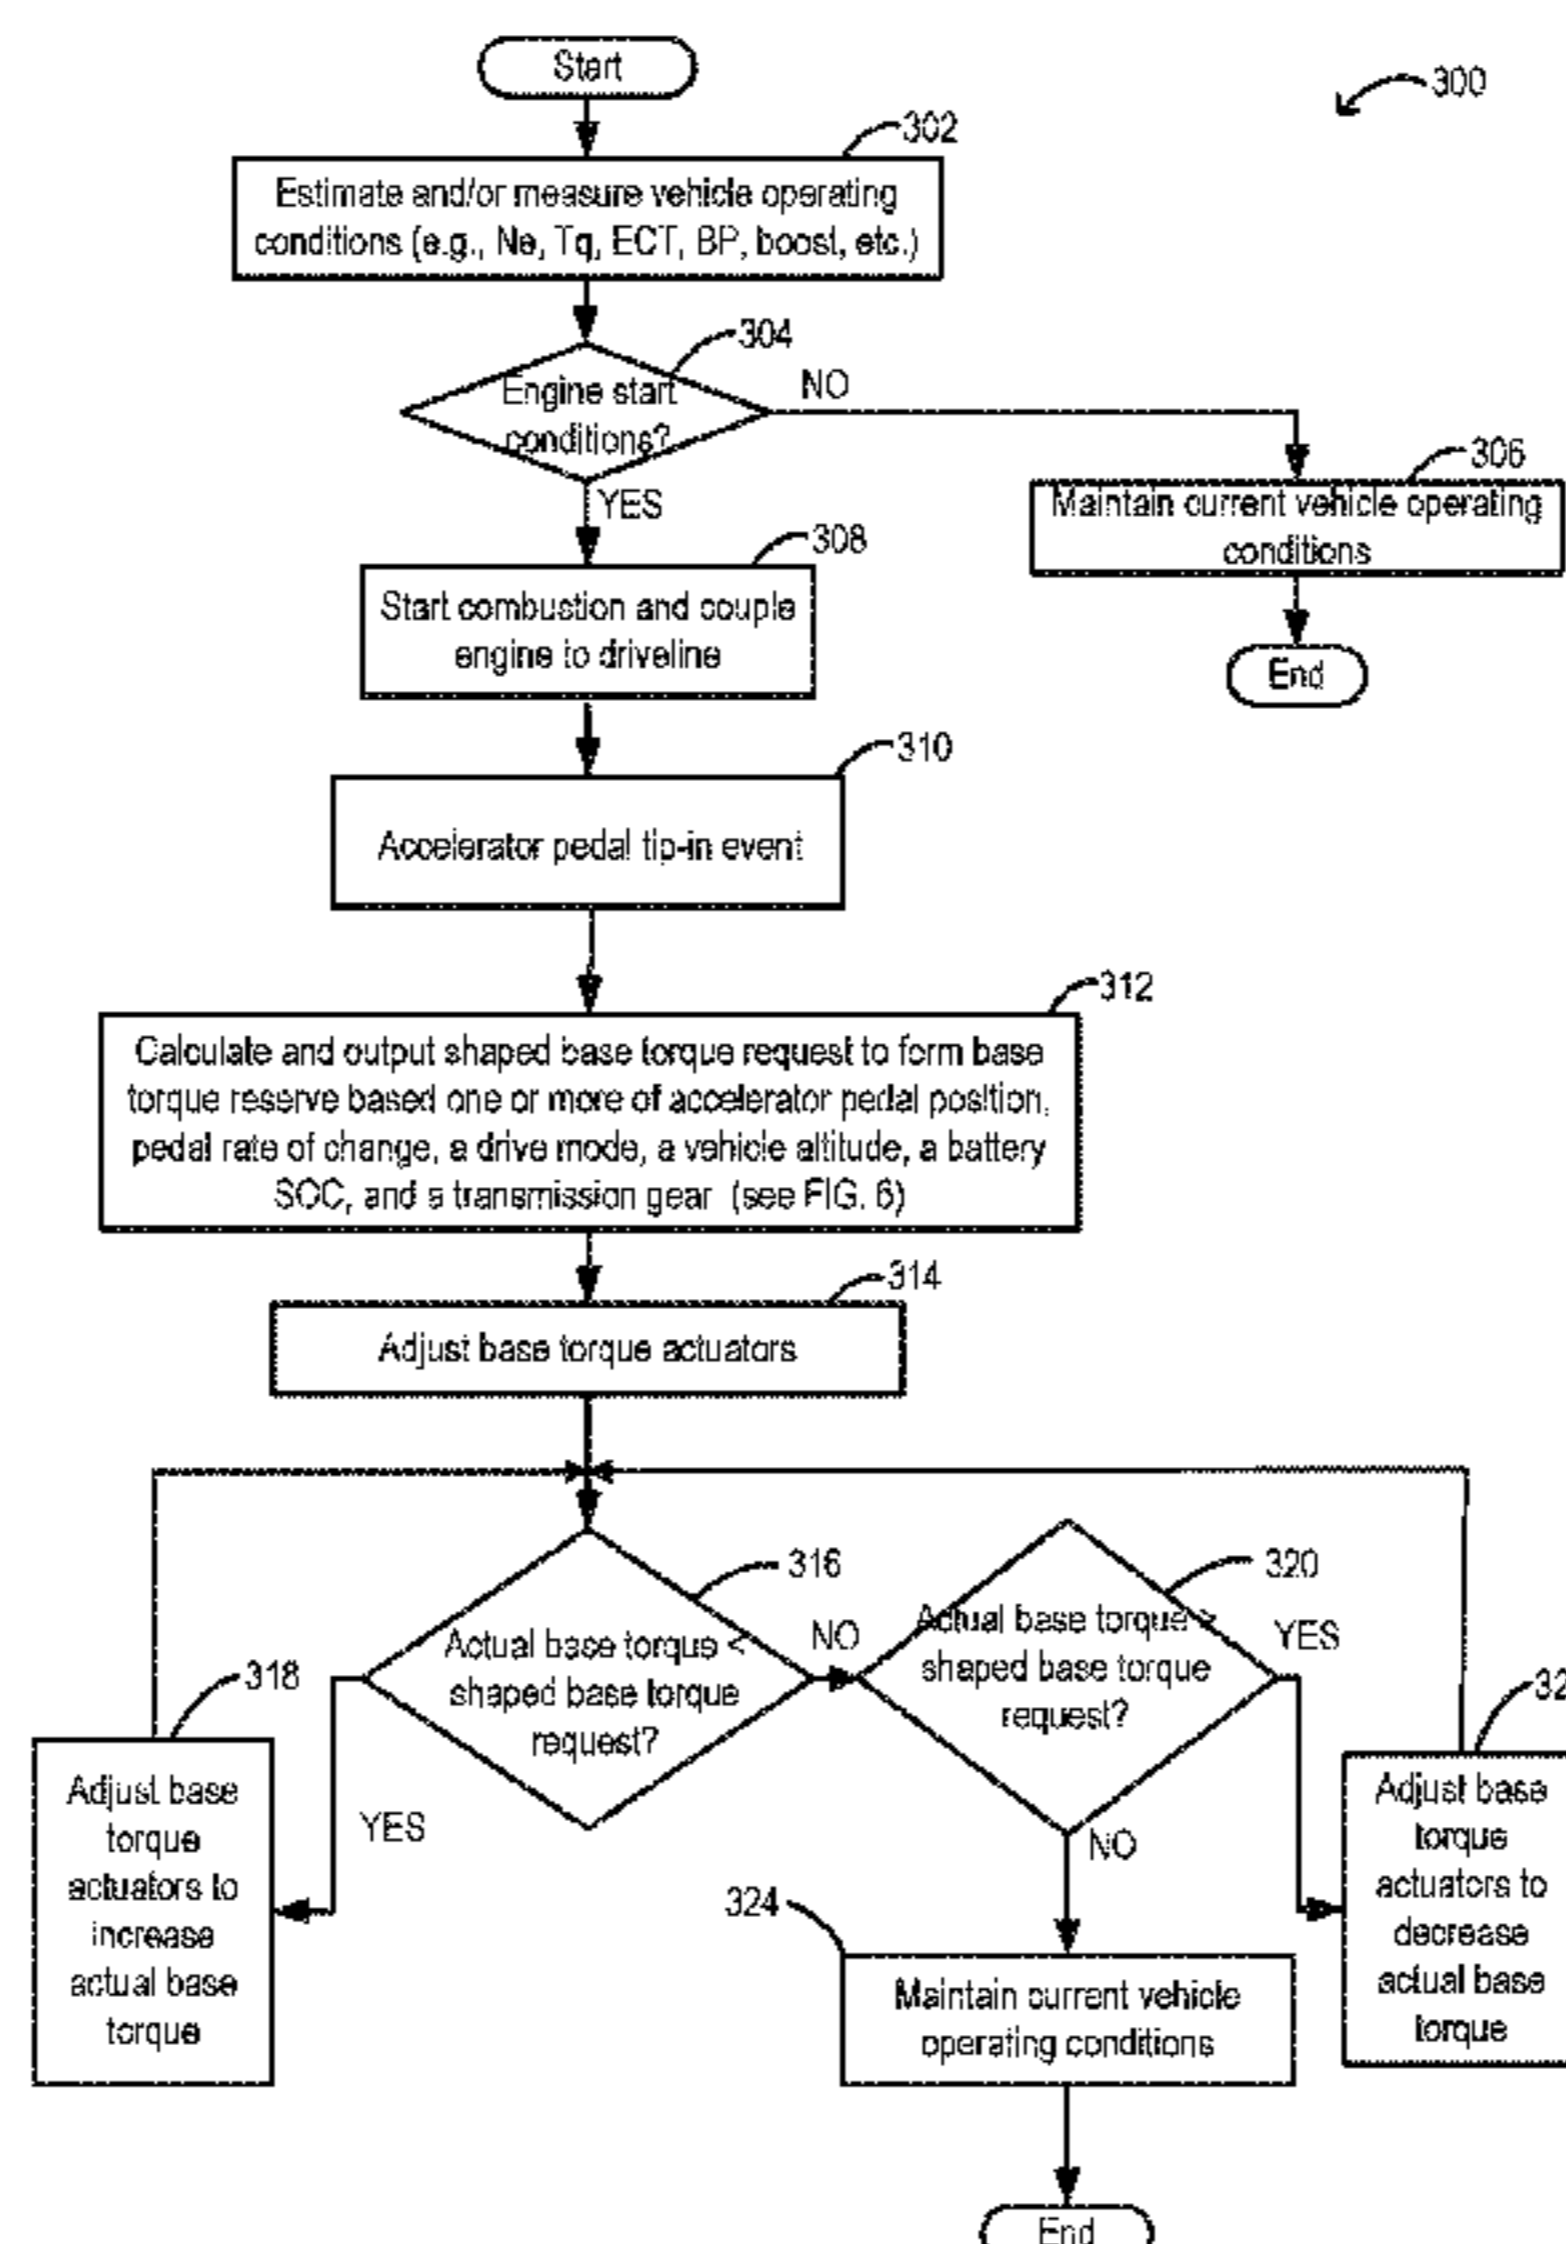 Start
300
302
Estimate and/or measure vehicle operating
conditions (e.g., Ne, Tq, ECT, BP, boost, etc.)
304
Engine start
conditions?
NO
YES
306
Maintain current vehicle operating
conditions
End
308
Start combustion and couple
engine to driveline
310
Accelerator pedal tip-in event
312
Calculate and output shaped base torque request to form base
torque reserve based one or more of accelerator pedal position,
pedal rate of change, a drive mode, a vehicle altitude, a battery
SOC, and a transmission gear (see FIG. 6)
314
Adjust base torque actuators
316
Actual base torque <
shaped base torque
request?
NO
YES
318
Adjust base
torque
actuators to
increase
actual base
torque
320
Actual base torque >
shaped base torque
request?
YES
NO
32
Adjust base
torque
actuators to
decrease
actual base
torque
324
Maintain current vehicle
operating conditions
End